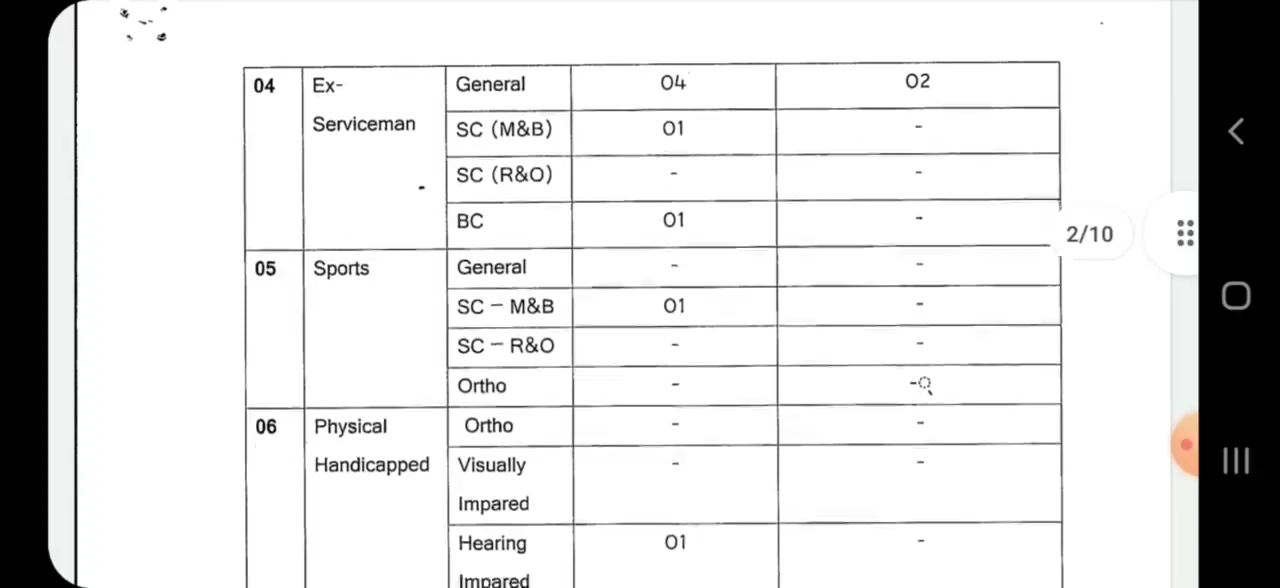 04 Ex- General 04 02
Serviceman SC (M&B) 01 -
SC (R&O) - -
BC 01 -
2/10
05 Sports General - -
SC – M&B 01 -
SC – R&O - -
Ortho - -
06 Physical Ortho - -
Handicapped Visually - -
Impared
Hearing 01 -
Impared